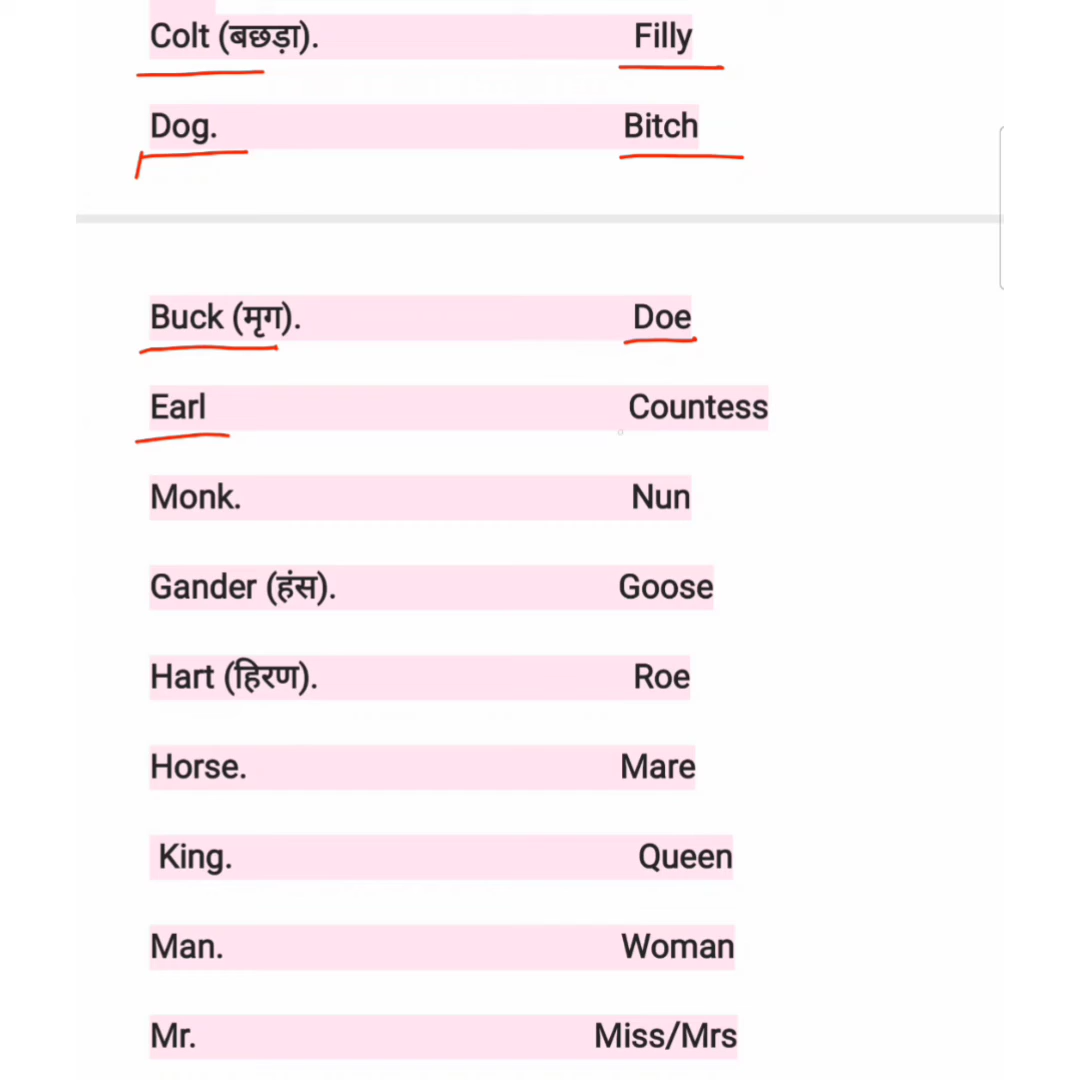 Colt (बछड़ा). Filly
Dog. Bitch
Buck (मृग). Doe
Earl Countess
Monk. Nun
Gander (हंस). Goose
Hart (हिरण). Roe
Horse. Mare
King. Queen
Man. Woman
Mr. Miss/Mrs